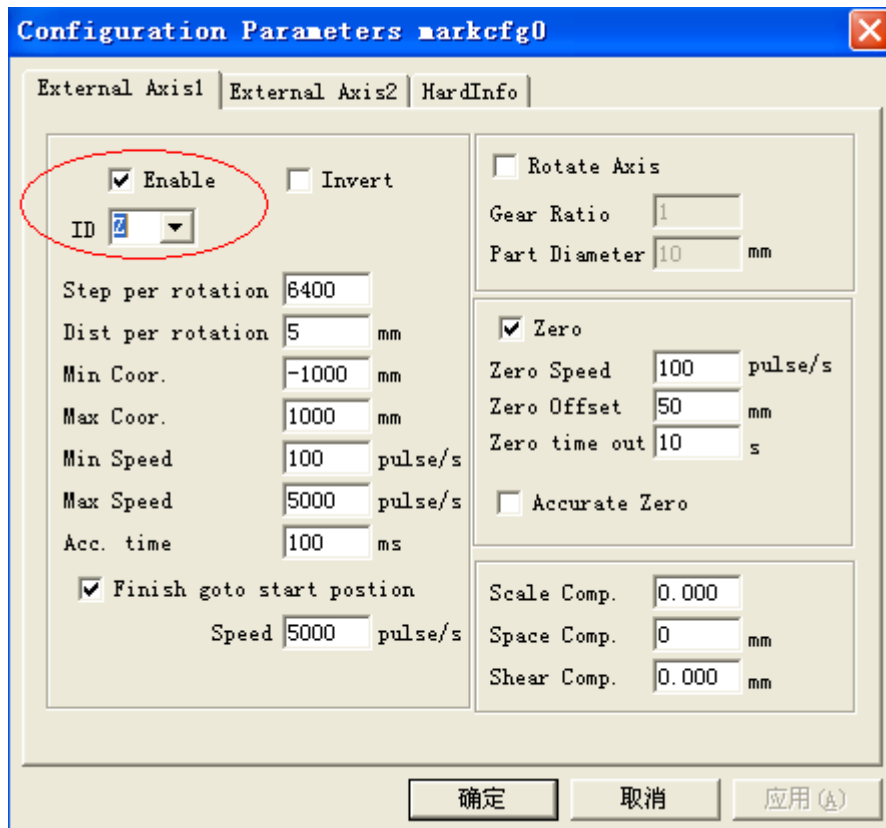 Configuration Parameters markcfg0
External Axis1 External Axis2 HardInfo
Enable Invert
ID Z
Step per rotation 6400
Dist per rotation 5 mm
Min Coor. -1000 mm
Max Coor. 1000 mm
Min Speed 100 pulse/s
Max Speed 5000 pulse/s
Acc. time 100 ms
Finish goto start postion
Speed 5000 pulse/s
Rotate Axis
Gear Ratio 1
Part Diameter 10 mm
Zero
Zero Speed 100 pulse/s
Zero Offset 50 mm
Zero time out 10 s
Accurate Zero
Scale Comp. 0.000
Space Comp. 0 mm
Shear Comp. 0.000 mm
确定 取消 应用(A)